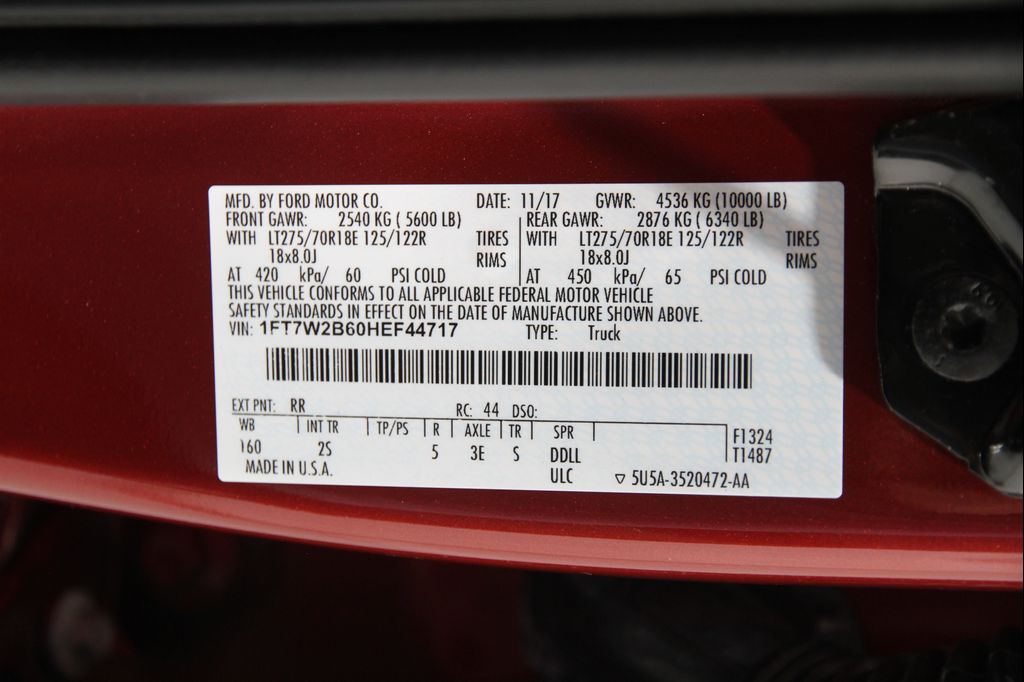 MFD. BY FORD MOTOR CO. DATE: 11/17 GVWR: 4536 KG (10000 LB)
FRONT GAWR: 2540 KG ( 5600 LB) REAR GAWR: 2876 KG ( 6340 LB)
WITH LT275/70R18E 125/122R TIRES WITH LT275/70R18E 125/122R TIRES
18x8.0J RIMS 18x8.0J RIMS
AT 420 kPa/ 60 PSI COLD AT 450 kPa/ 65 PSI COLD
THIS VEHICLE CONFORMS TO ALL APPLICABLE FEDERAL MOTOR VEHICLE
SAFETY STANDARDS IN EFFECT ON THE DATE OF MANUFACTURE SHOWN ABOVE.
VIN: 1FT7W2B60HEF44717 TYPE: Truck
EXT PNT: RR RC: 44 DSO:
WB INT TR TP/PS R AXLE TR SPR F1324
160 2S 5 3E S DDLL T1487
MADE IN U.S.A. ULC ▽ 5U5A-3520472-AA